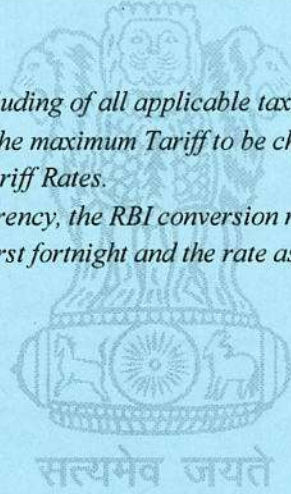 luding of all applicable tax
he maximum Tariff to be ch
riff Rates.
rency, the RBI conversion r
rst fortnight and the rate as
सत्यमेव जयते